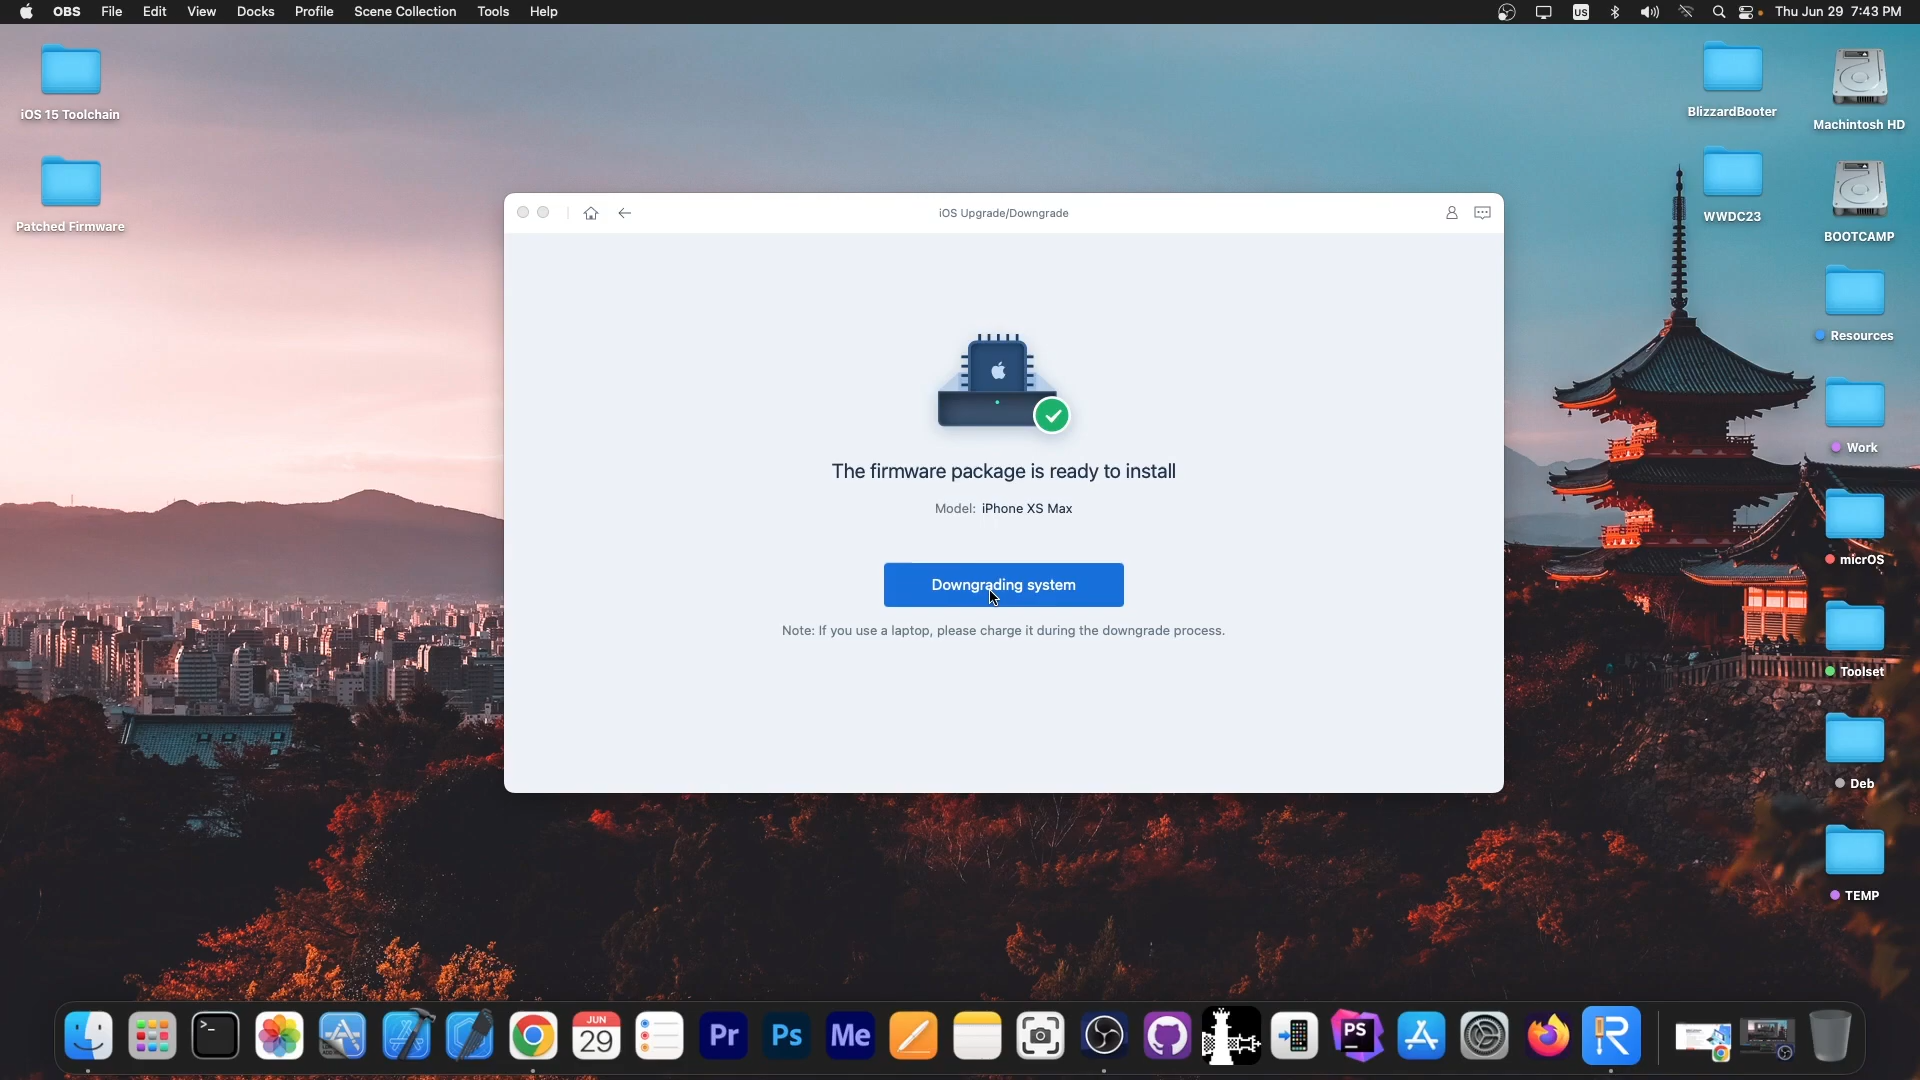 OBS File Edit View Docks Profile Scene Collection Tools Help
US
Thu Jun 29 7:43 PM
iOS 15 Toolchain
Patched Firmware
BlizzardBooter
Machintosh HD
WWDC23
BOOTCAMP
Resources
Work
micrOS
Toolset
Deb
TEMP
iOS Upgrade/Downgrade
The firmware package is ready to install
Model: iPhone XS Max
Downgrading system
Note: If you use a laptop, please charge it during the downgrade process.
>_
JUN
29
Pr
Ps
Me
PS
R